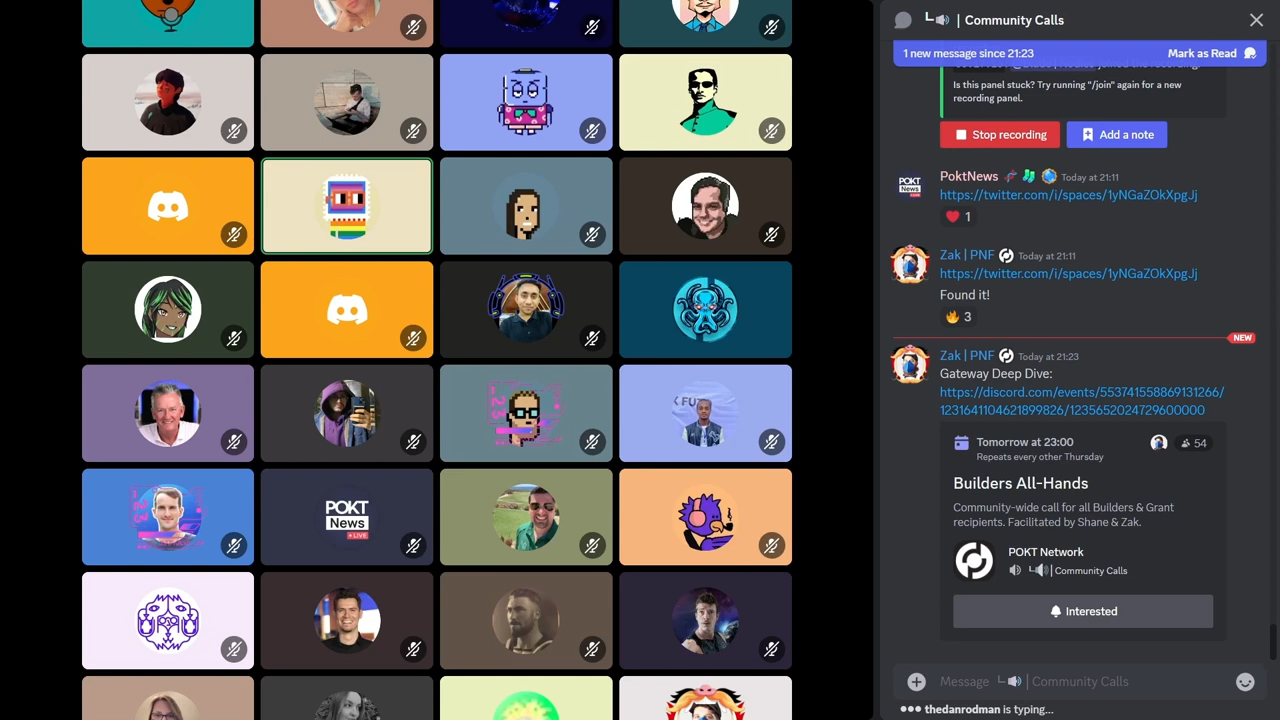 | Community Calls
1 new message since 21:23
Mark as Read
Is this panel stuck? Try running "/join" again for a new
recording panel.
Stop recording
Add a note
PoktNews
Today at 21:11
https://twitter.com/i/spaces/1yNGaZOkXpgJj
1
Zak | PNF
Today at 21:11
https://twitter.com/i/spaces/1yNGaZOkXpgJj
Found it!
3
NEW
Zak | PNF
Today at 21:23
Gateway Deep Dive:
https://discord.com/events/553741558869131266/
1231641104621899826/1235652024729600000
Tomorrow at 23:00
54
Repeats every other Thursday
Builders All-Hands
Community-wide call for all Builders & Grant
recipients. Facilitated by Shane & Zak.
POKT Network
| Community Calls
Interested
Message | Community Calls
thedanrodman is typing...
POKT
News
LIVE
POKT
News